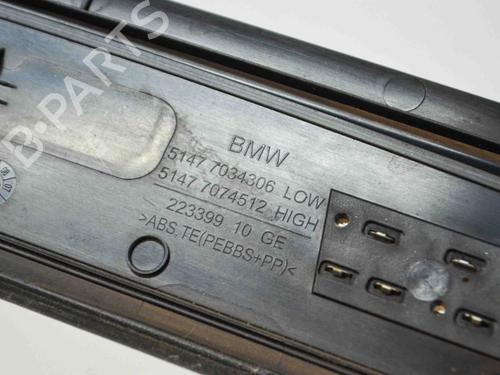 BMW
5147 7034306 LOW
5147 7074512 HIGH
223399 10 GE
>ABS,TE(PEBBS+PP)<
B-PARTS